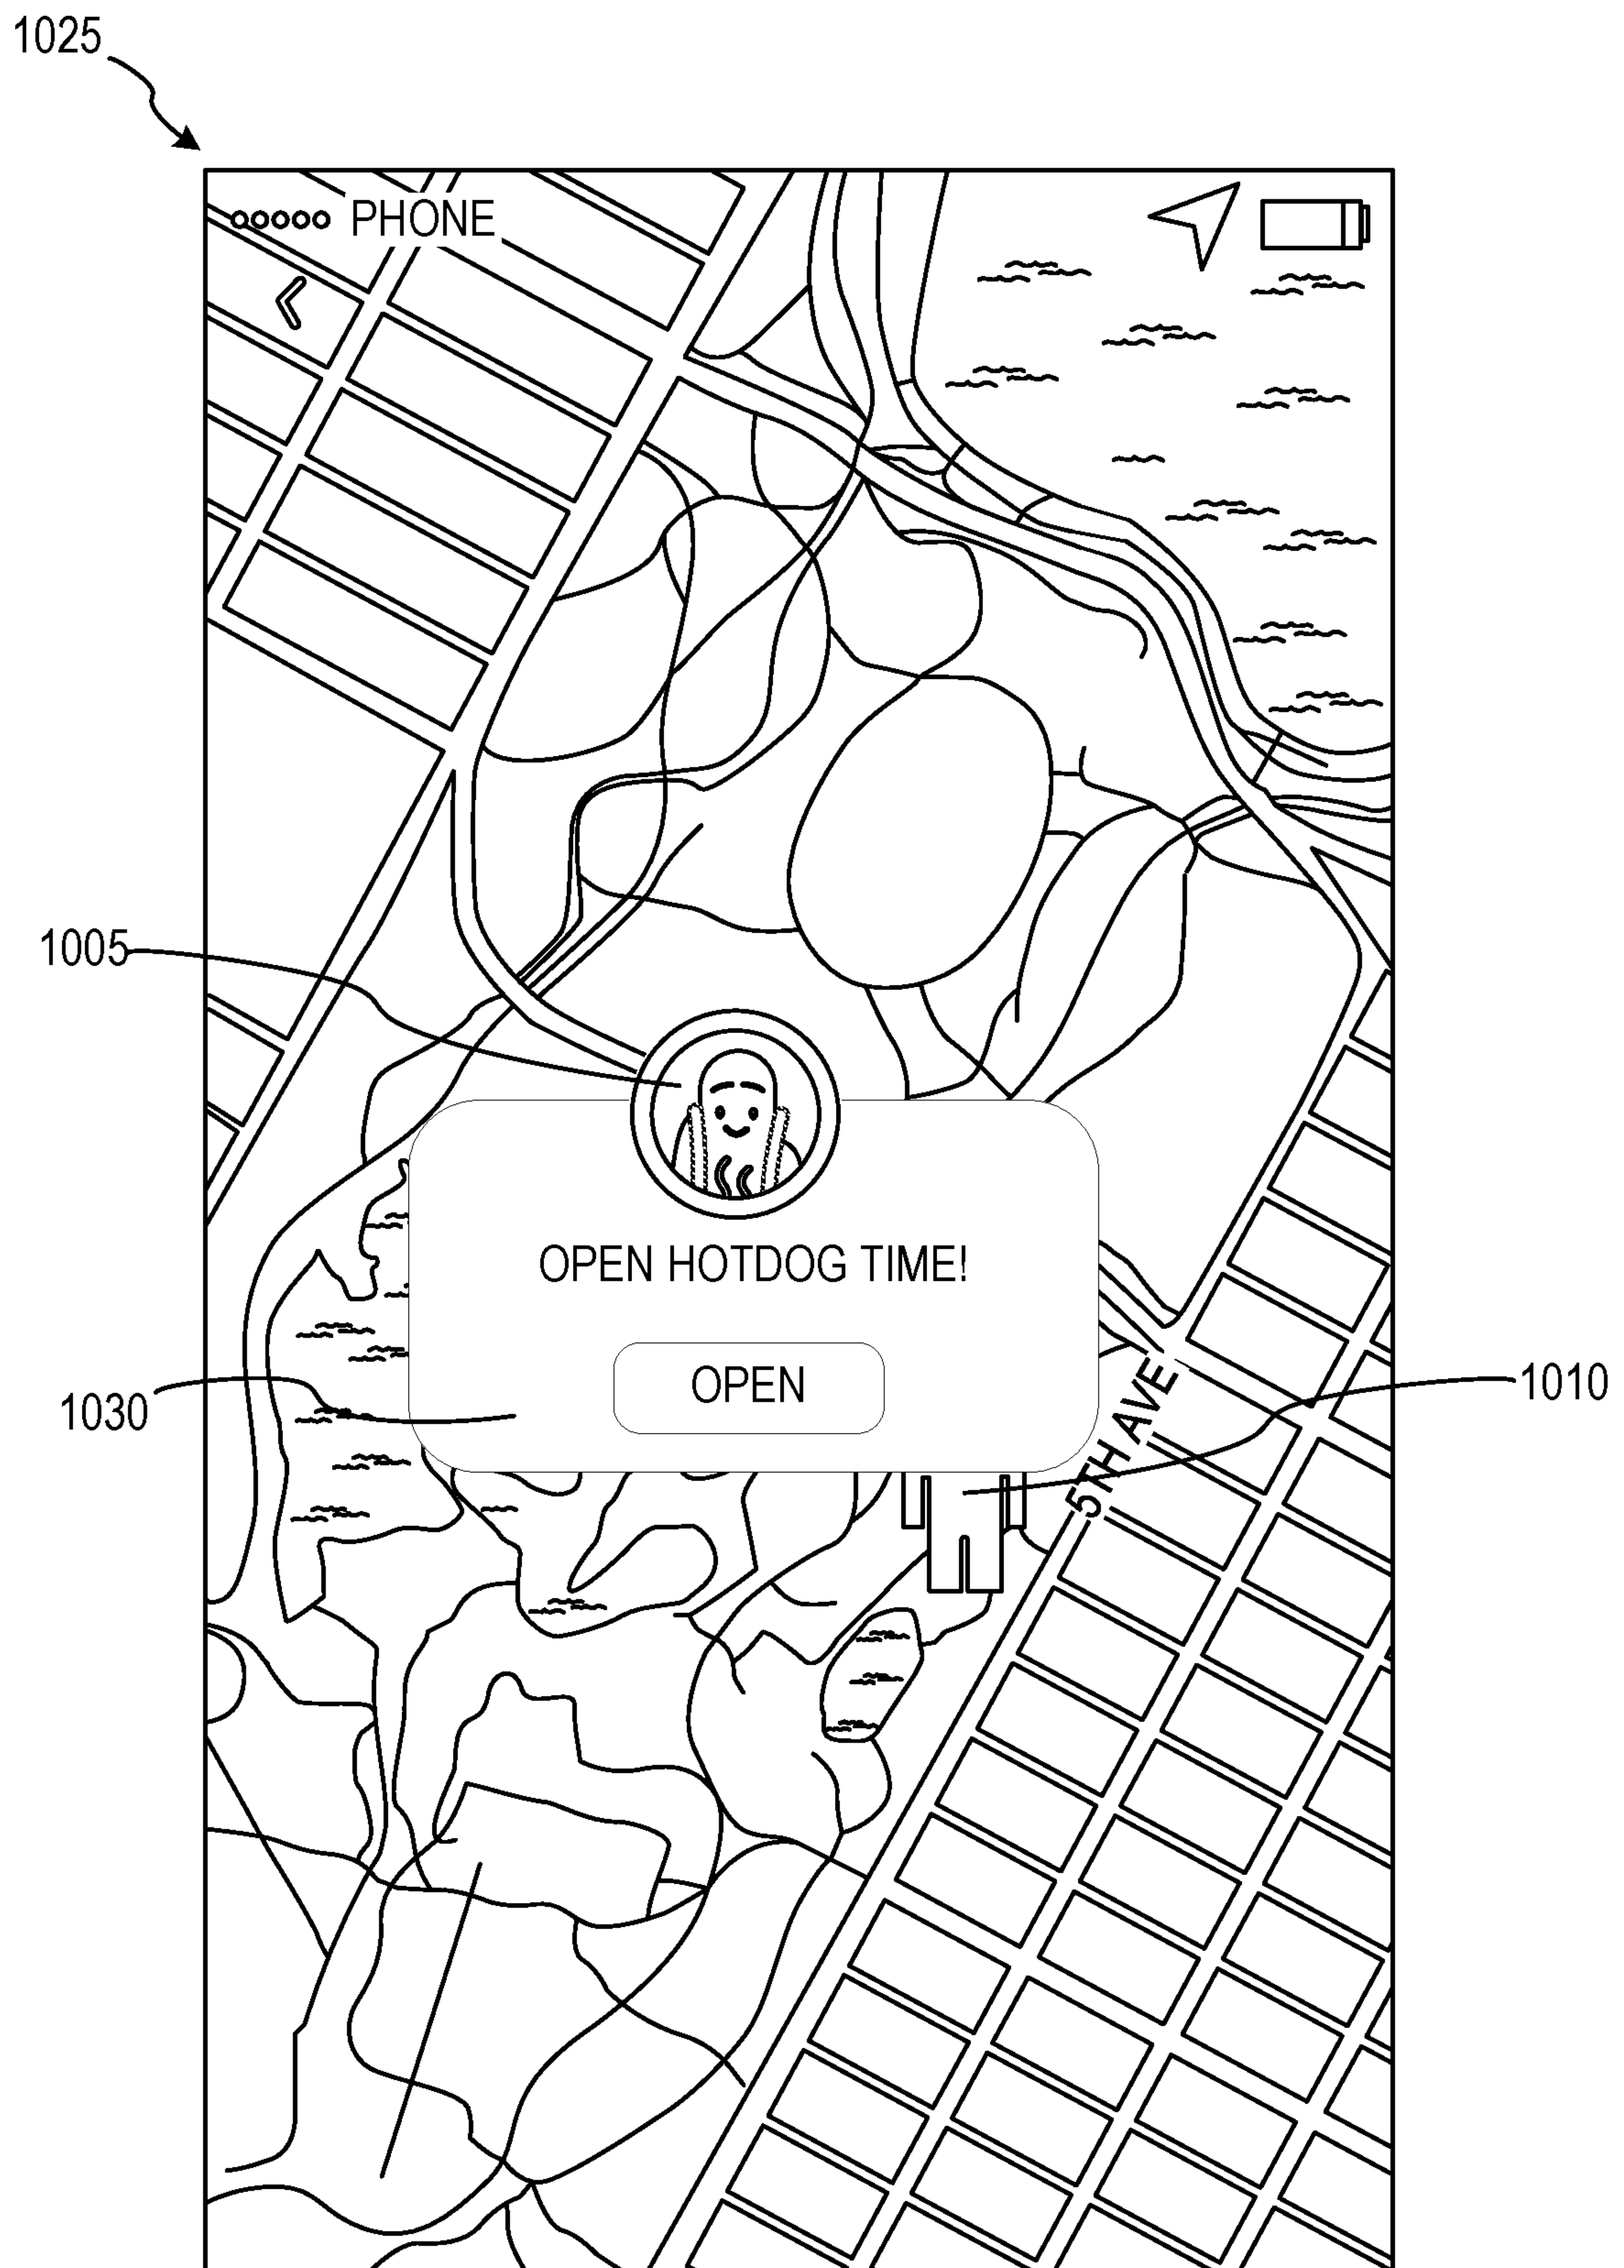 1025
PHONE
1005
OPEN HOTDOG TIME!
OPEN
1030
1010
5TH AVE